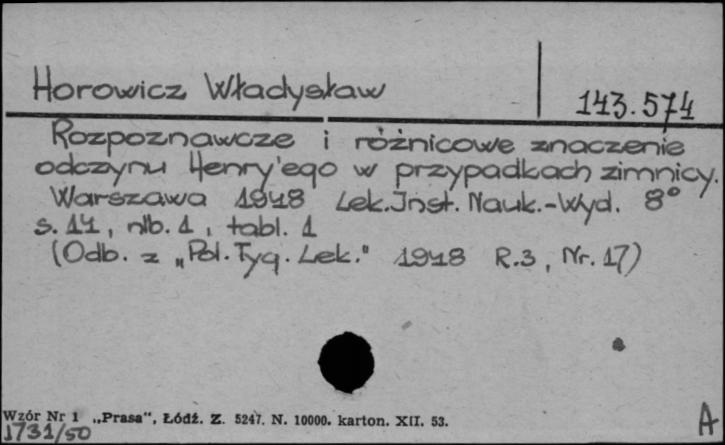 Horowicz Władysław
143.574
Rozpoznawcze i różnicowe znaczenie
odczynu Henry'ego w przypadkach zimnicy.
Warszawa 1948 Lek.Inst.Nauk.-Wyd. 8°
s. 14, nlb. 1, tabl. 1
(Odb. z „Pol. Tyg. Lek." 1948 R.3, Nr. 17)
Wzór Nr 1 „Prasa", Łódź. Z. 5247. N. 10000. karton. XII. 53.
1731/50
A